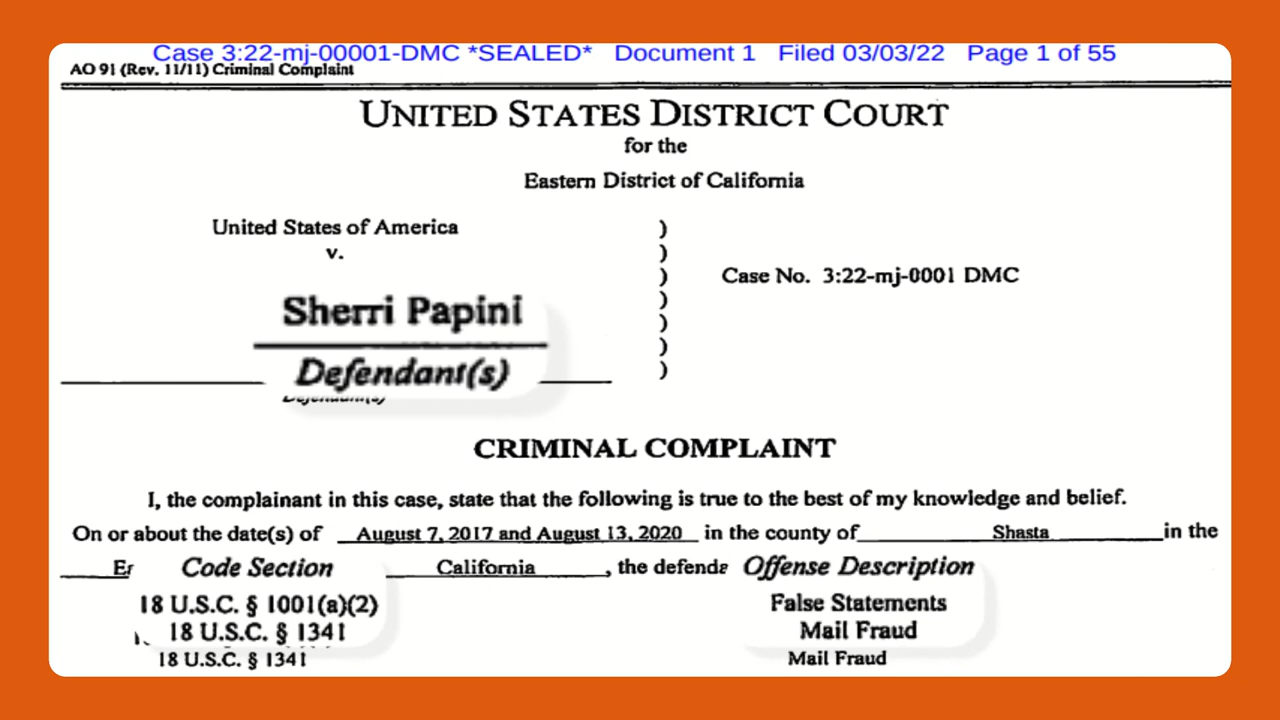 Case 3:22-mj-00001-DMC *SEALED* Document 1 Filed 03/03/22 Page 1 of 55
AO 91 (Rev. 11/11) Criminal Complaint
UNITED STATES DISTRICT COURT
for the
Eastern District of California
United States of America )
v. )
) Case No. 3:22-mj-0001 DMC
Sherri Papini )
)
)
Defendant(s) )
CRIMINAL COMPLAINT
I, the complainant in this case, state that the following is true to the best of my knowledge and belief.
On or about the date(s) of August 7, 2017 and August 13, 2020 in the county of Shasta in the
California , the
Code Section Offense Description
18 U.S.C. § 1001(a)(2) False Statements
18 U.S.C. § 1341 Mail Fraud
18 U.S.C. § 1341 Mail Fraud